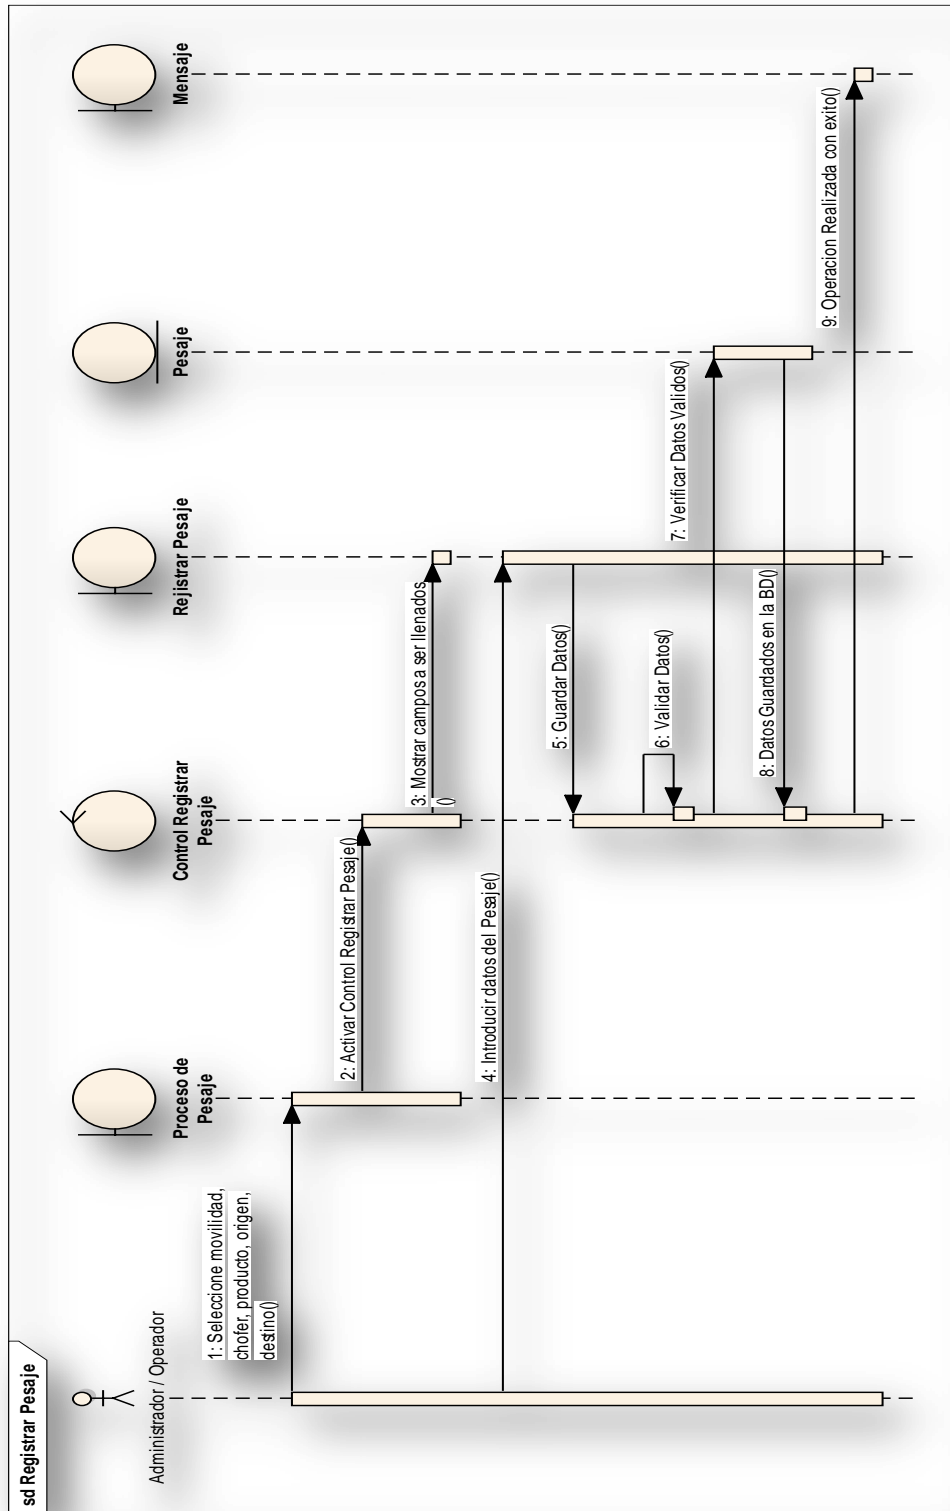 sd Registrar Pesaje
Administrador / Operador
Proceso de
Pesaje
Control Registrar
Pesaje
Rejistrar Pesaje
Pesaje
Mensaje
1: Seleccione movilidad,
chofer, producto, origen,
destino()
2: Activar Control Registrar Pesaje()
3: Mostrar campos a ser llenados
()
4: Introducir datos del Pesaje()
5: Guardar Datos()
6: Validar Datos()
7: Verificar Datos Validos()
8: Datos Guardados en la BD()
9: Operacion Realizada con exito()